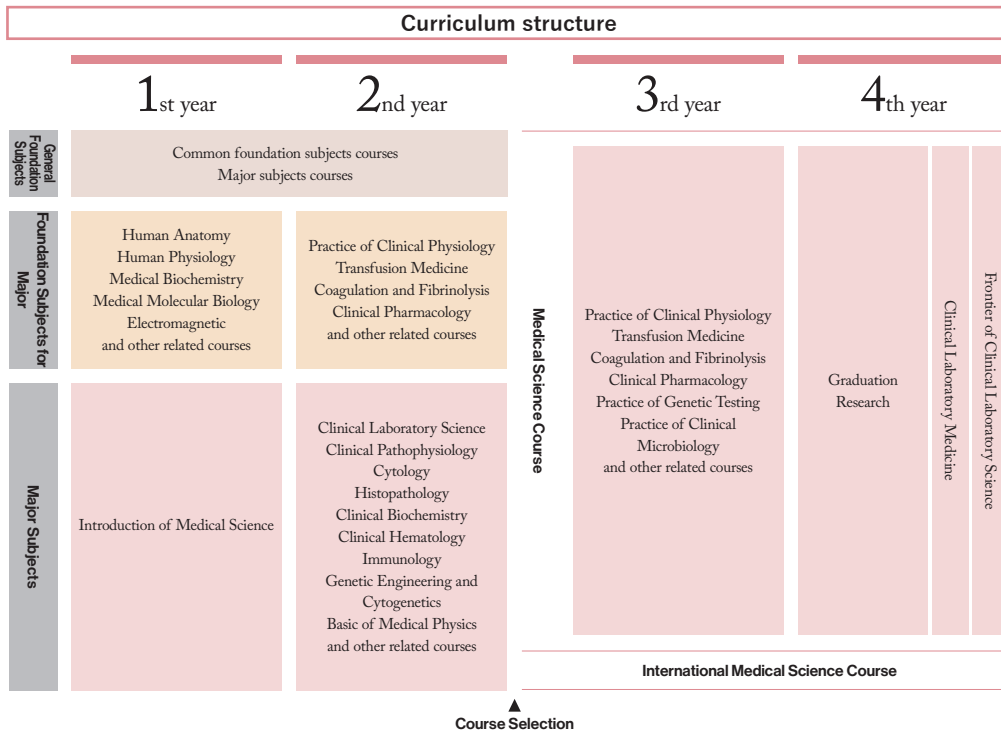 Curriculum structure
1st year
2nd year
3rd year
4th year
General
Foundation
Subjects
Common foundation subjects courses
Major subjects courses
Foundation Subjects for
Major
Human Anatomy
Human Physiology
Medical Biochemistry
Medical Molecular Biology
Electromagnetic
and other related courses
Practice of Clinical Physiology
Transfusion Medicine
Coagulation and Fibrinolysis
Clinical Pharmacology
and other related courses
Major Subjects
Introduction of Medical Science
Clinical Laboratory Science
Clinical Pathophysiology
Cytology
Histopathology
Clinical Biochemistry
Clinical Hematology
Immunology
Genetic Engineering and
Cytogenetics
Basic of Medical Physics
and other related courses
Medical Science Course
Practice of Clinical Physiology
Transfusion Medicine
Coagulation and Fibrinolysis
Clinical Pharmacology
Practice of Genetic Testing
Practice of Clinical
Microbiology
and other related courses
Graduation
Research
Clinical Laboratory Medicine
Frontier of Clinical Laboratory Science
International Medical Science Course
Course Selection